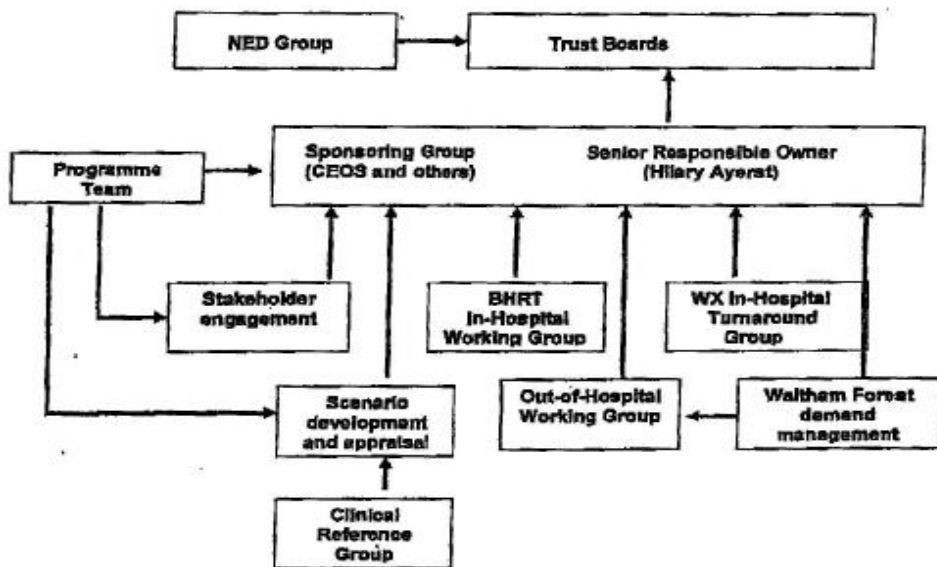 NED Group
Trust Boards
Sponsoring Group
(CEOS and others)
Senior Responsible Owner
(Hilary Ayerst)
Programme
Team
Stakeholder
engagement
BHRT
In-Hospital
Working Group
WX In-Hospital
Turnaround
Group
Scenario
development
and appraisal
Out-of-Hospital
Working Group
Waltham Forest
demand
management
Clinical
Reference
Group